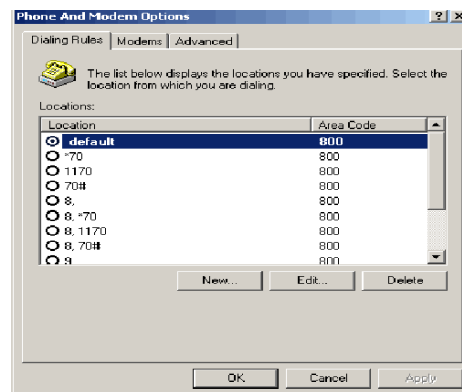 Phone And Modem Options
Dialing Rules Modems Advanced
The list below displays the locations you have specified. Select the
location from which you are dialing.
Locations:
Location Area Code
default 800
*70 800
1170 800
70# 800
8, 800
8, *70 800
8, 1170 800
8, 70# 800
9 800
New... Edit... Delete
OK Cancel Apply